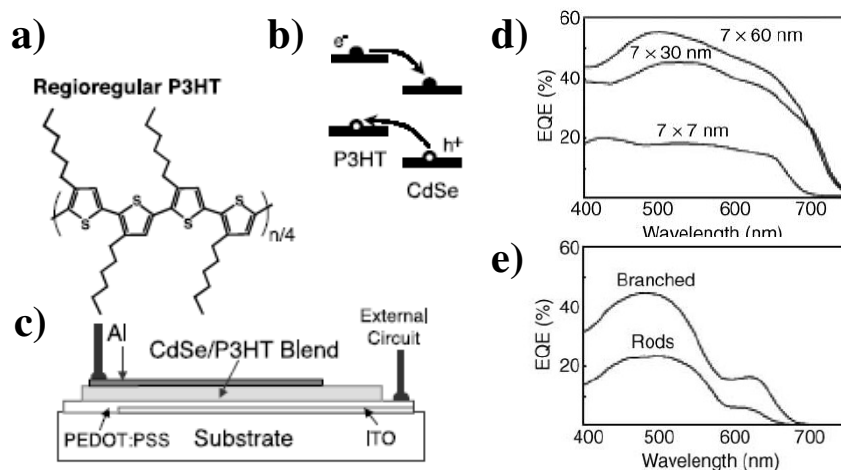 a)
Regioregular P3HT
S
S
S
S
n/4
b)
e-
h+
P3HT
CdSe
c)
Al
CdSe/P3HT Blend
External
Circuit
PEDOT:PSS
Substrate
ITO
d)
60
40
20
EQE (%)
7 × 60 nm
7 × 30 nm
7 × 7 nm
400 500 600 700
Wavelength (nm)
e)
60
40
20
EQE (%)
Branched
Rods
400 500 600 700
Wavelength (nm)